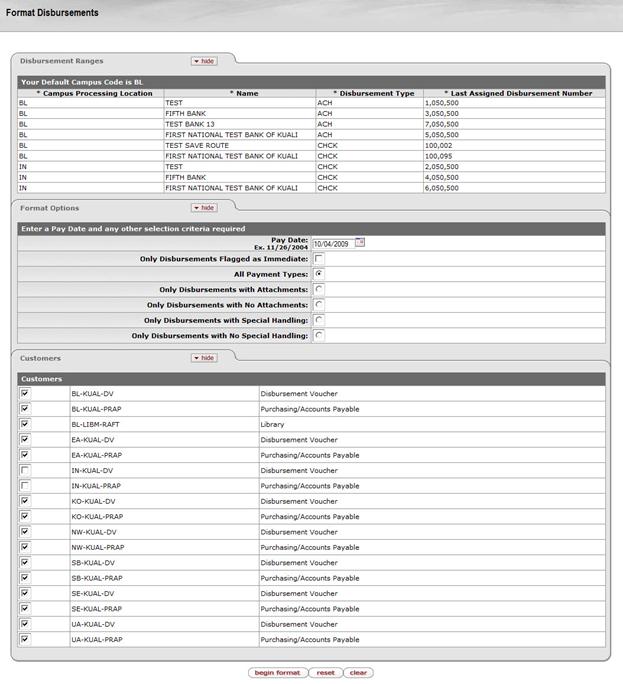 Format Disbursements
Disbursement Ranges hide
Your Default Campus Code is BL
* Campus Processing Location * Name * Disbursement Type * Last Assigned Disbursement Number
BL TEST ACH 1,050,500
BL FIFTH BANK ACH 3,050,500
BL TEST BANK 13 ACH 7,050,500
BL FIRST NATIONAL TEST BANK OF KUALI ACH 5,050,500
BL TEST SAVE ROUTE CHCK 100,002
BL FIRST NATIONAL TEST BANK OF KUALI CHCK 100,095
IN TEST CHCK 2,050,500
IN FIFTH BANK CHCK 4,050,500
IN FIRST NATIONAL TEST BANK OF KUALI CHCK 6,050,500
Format Options hide
Enter a Pay Date and any other selection criteria required
Pay Date: 10/04/2009
Ex. 11/26/2004
Only Disbursements Flagged as Immediate:
All Payment Types:
Only Disbursements with Attachments:
Only Disbursements with No Attachments:
Only Disbursements with Special Handling:
Only Disbursements with No Special Handling:
Customers hide
Customers
BL-KUAL-DV Disbursement Voucher
BL-KUAL-PRAP Purchasing/Accounts Payable
BL-LIBM-RAFT Library
EA-KUAL-DV Disbursement Voucher
EA-KUAL-PRAP Purchasing/Accounts Payable
IN-KUAL-DV Disbursement Voucher
IN-KUAL-PRAP Purchasing/Accounts Payable
KO-KUAL-DV Disbursement Voucher
KO-KUAL-PRAP Purchasing/Accounts Payable
NW-KUAL-DV Disbursement Voucher
NW-KUAL-PRAP Purchasing/Accounts Payable
SB-KUAL-DV Disbursement Voucher
SB-KUAL-PRAP Purchasing/Accounts Payable
SE-KUAL-DV Disbursement Voucher
SE-KUAL-PRAP Purchasing/Accounts Payable
UA-KUAL-DV Disbursement Voucher
UA-KUAL-PRAP Purchasing/Accounts Payable
begin format reset clear